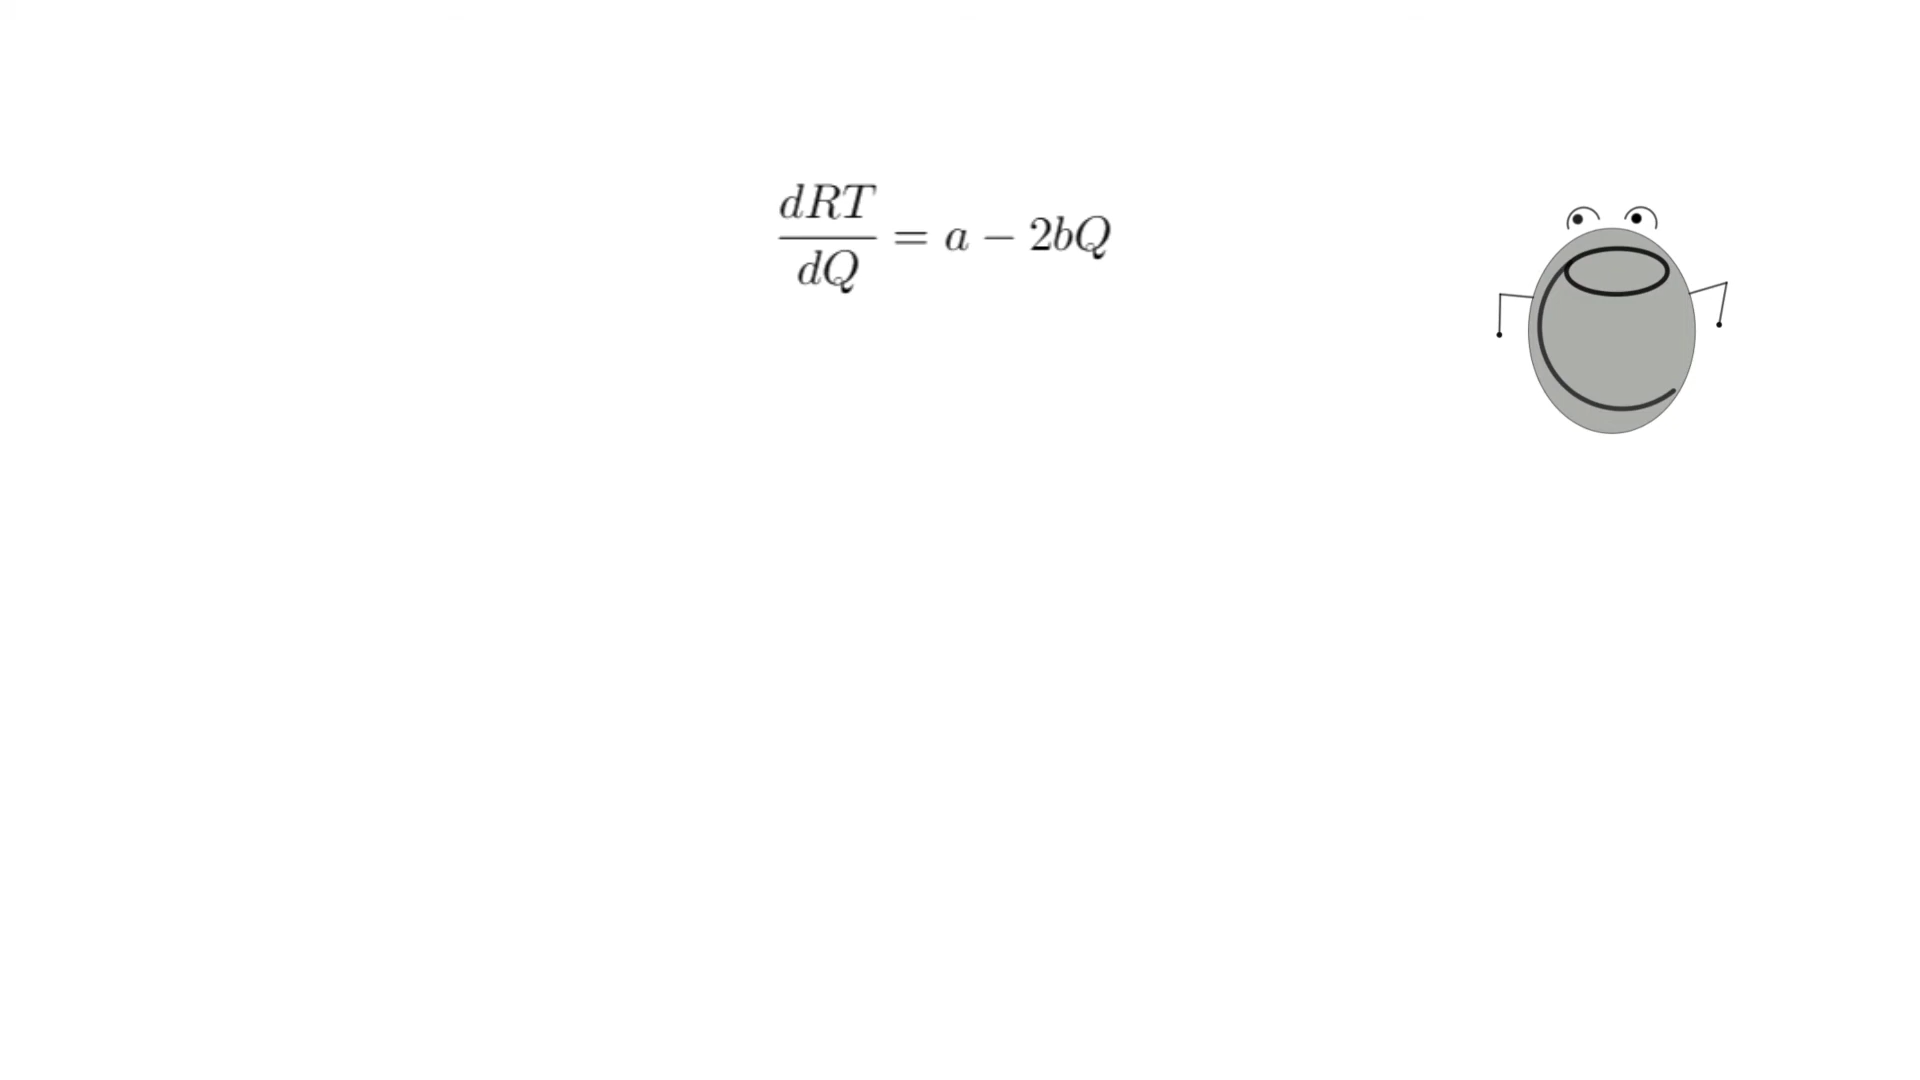 dRT/dQ = a − 2bQ